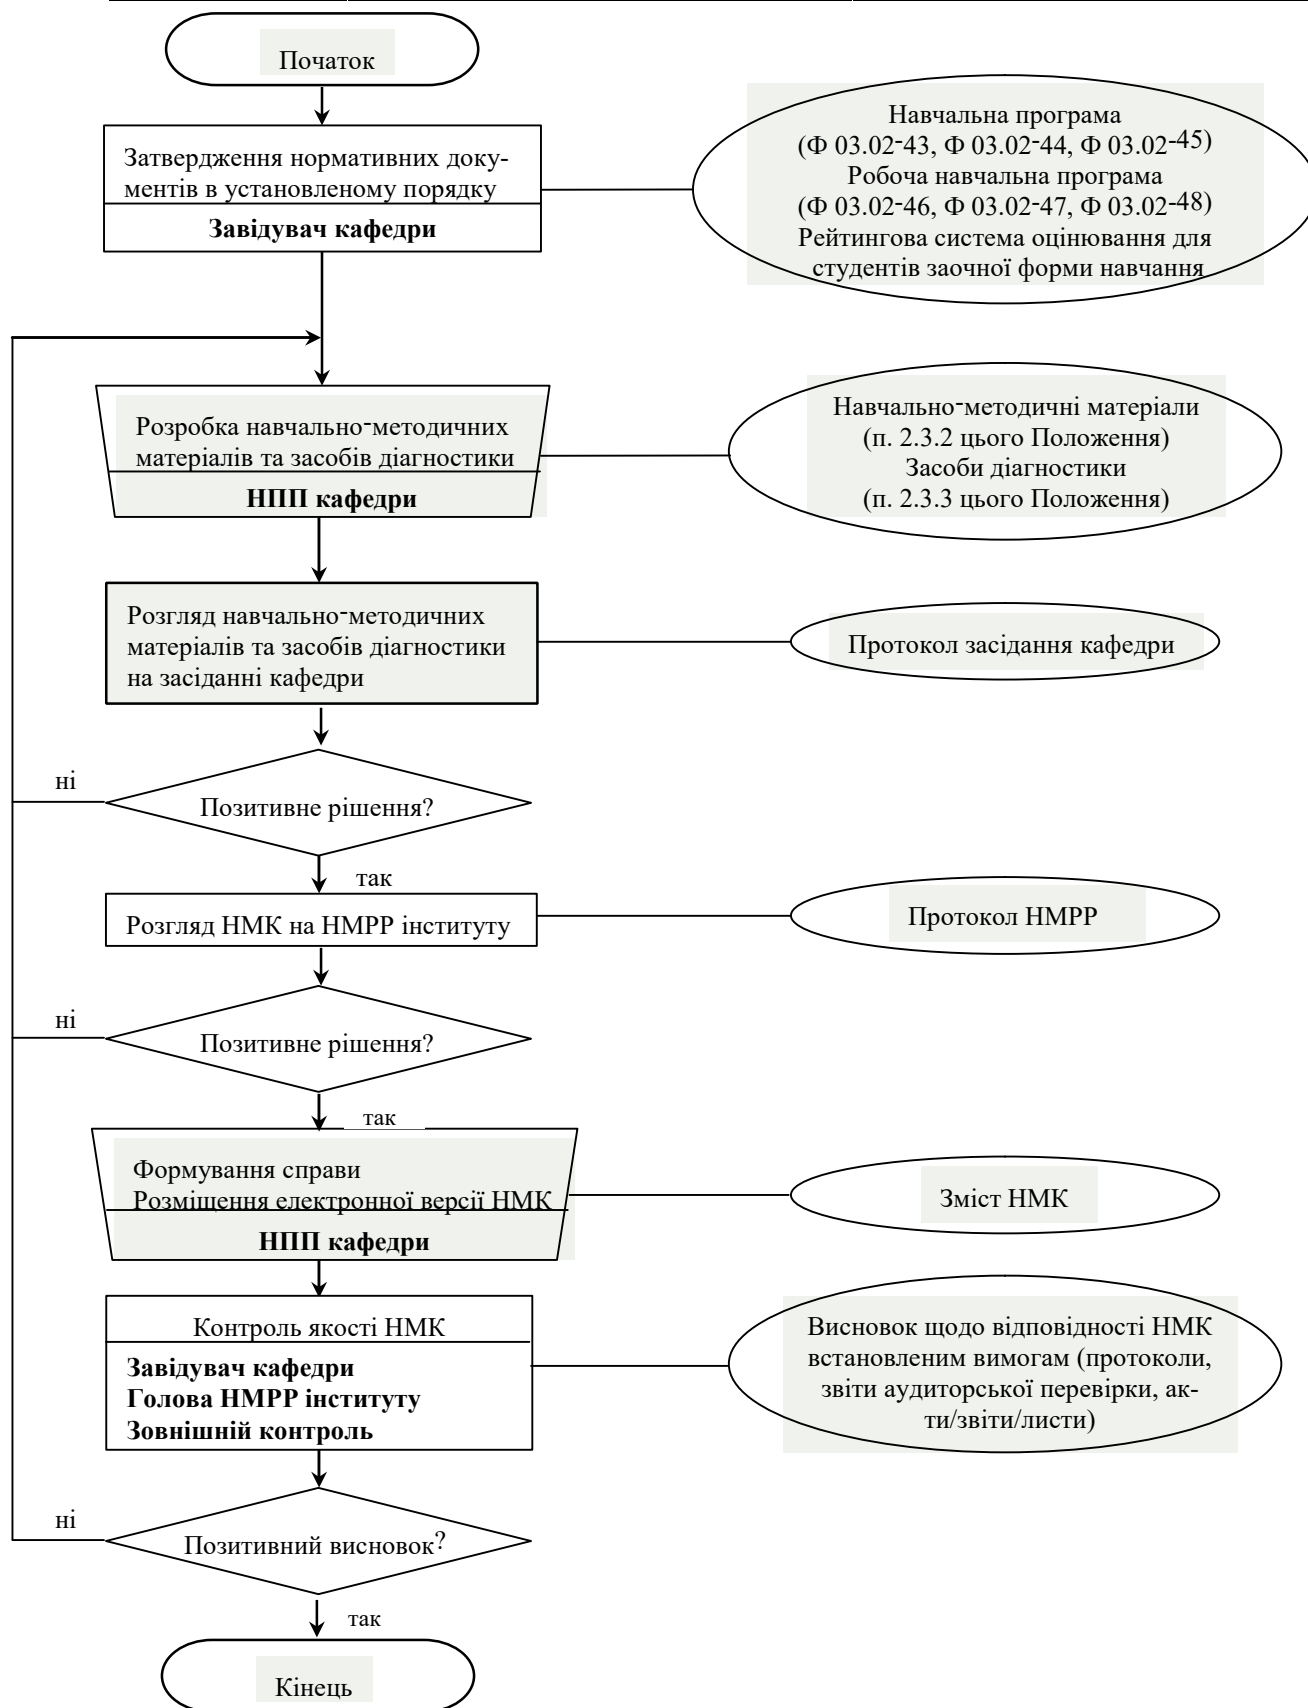 Початок
Затвердження нормативних доку-
ментів в установленому порядку
Завідувач кафедри
Навчальна програма
(Ф 03.02-43, Ф 03.02-44, Ф 03.02-45)
Робоча навчальна програма
(Ф 03.02-46, Ф 03.02-47, Ф 03.02-48)
Рейтингова система оцінювання для
студентів заочної форми навчання
Розробка навчально-методичних
матеріалів та засобів діагностики
НПП кафедри
Навчально-методичні матеріали
(п. 2.3.2 цього Положення)
Засоби діагностики
(п. 2.3.3 цього Положення)
Розгляд навчально-методичних
матеріалів та засобів діагностики
на засіданні кафедри
Протокол засідання кафедри
ні
Позитивне рішення?
так
Розгляд НМК на НМРР інституту
Протокол НМРР
ні
Позитивне рішення?
так
Формування справи
Розміщення електронної версії НМК
НПП кафедри
Зміст НМК
Контроль якості НМК
Завідувач кафедри
Голова НМРР інституту
Зовнішній контроль
Висновок щодо відповідності НМК
встановленим вимогам (протоколи,
звіти аудиторської перевірки, ак-
ти/звіти/листи)
ні
Позитивний висновок?
так
Кінець